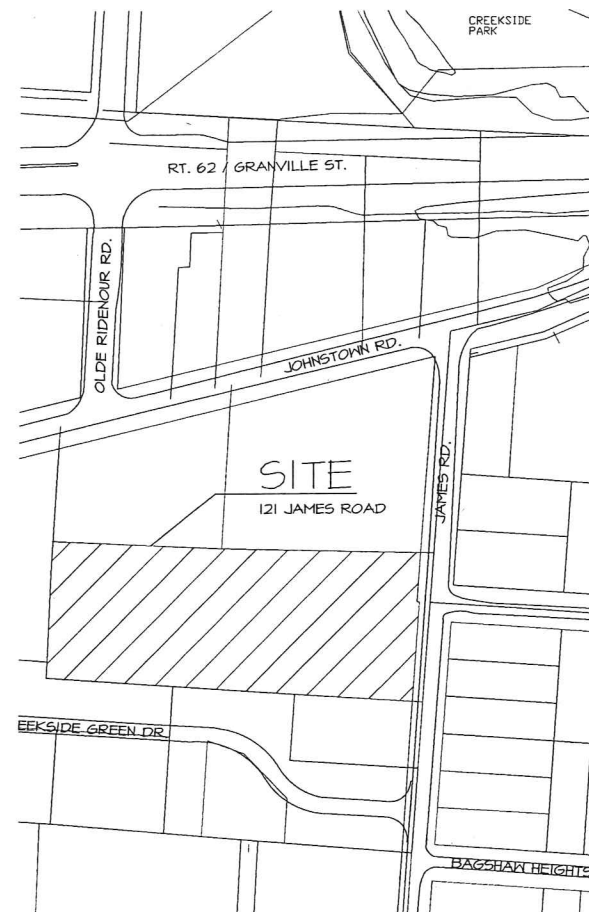 CREEKSIDE
PARK
RT. 62 / GRANVILLE ST.
OLDE RIDENOUR RD.
JOHNSTOWN RD.
JAMES RD.
SITE
121 JAMES ROAD
EEKSIDE GREEN DR.
BAGSHAW HEIGHTS